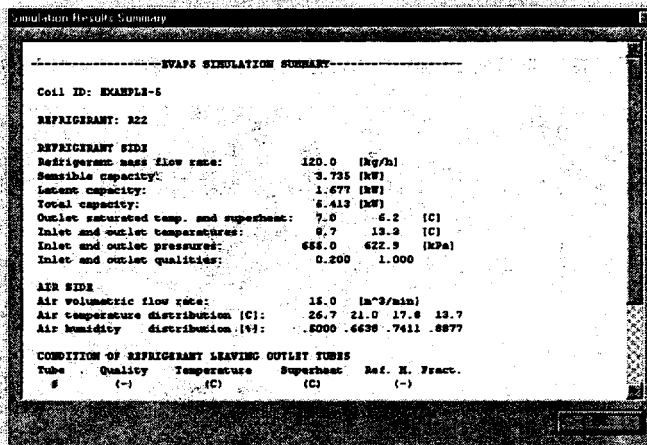 Simulation Results Summary
--------------------EVAP5 SIMULATION SUMMARY--------------------
Coil ID: EXAMPLE-5
REFRIGERANT: R22
REFRIGERANT SIDE
Refrigerant mass flow rate: 120.0 [kg/h]
Sensible capacity: 3.735 [kW]
Latent capacity: 1.677 [kW]
Total capacity: 5.413 [kW]
Outlet saturated temp. and superheat: 7.0 6.2 [C]
Inlet and outlet temperatures: 8.7 13.2 [C]
Inlet and outlet pressures: 655.0 622.9 [kPa]
Inlet and outlet qualities: 0.200 1.000
AIR SIDE
Air volumetric flow rate: 15.0 [m^3/min]
Air temperature distribution [C]: 26.7 21.0 17.8 13.7
Air humidity distribution [%]: .5000 .6638 .7411 .8877
CONDITION OF REFRIGERANT LEAVING OUTLET TUBES
Tube Quality Temperature Superheat Ref. M. Fract.
# (-) (C) (C) (-)